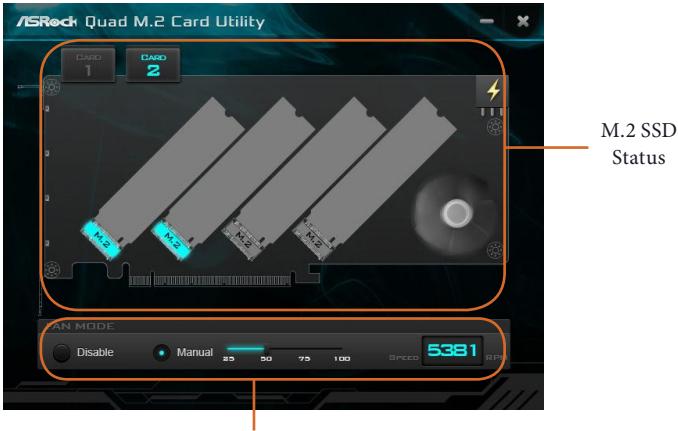 ASRock Quad M.2 Card Utility
CARD
1
CARD
2
M.2 SSD
Status
M.2
M.2
M.2
M.2
FAN MODE
Disable
Manual
25 50 75 100
SPEED 5381 RPM